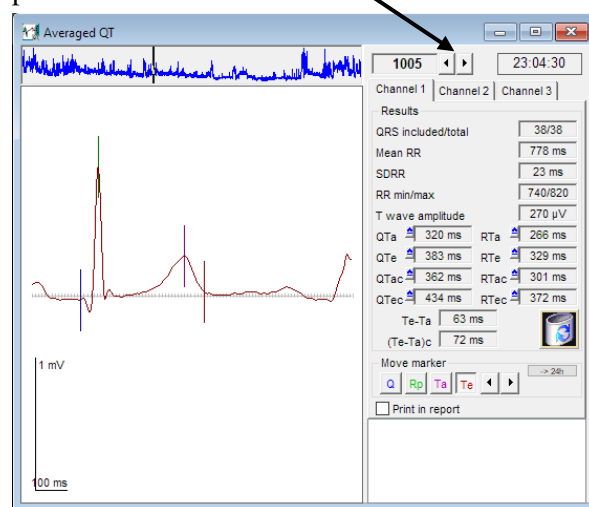 Averaged QT
1005 23:04:30
Channel 1 Channel 2 Channel 3
Results
QRS included/total 38/38
Mean RR 778 ms
SDRR 23 ms
RR min/max 740/820
T wave amplitude 270 µV
QTa 320 ms RTa 266 ms
QTe 383 ms RTe 329 ms
QTac 362 ms RTac 301 ms
QTec 434 ms RTec 372 ms
Te-Ta 63 ms
(Te-Ta)c 72 ms
Move marker
-> 24h
Q Rp Ta Te
Print in report
1 mV
100 ms